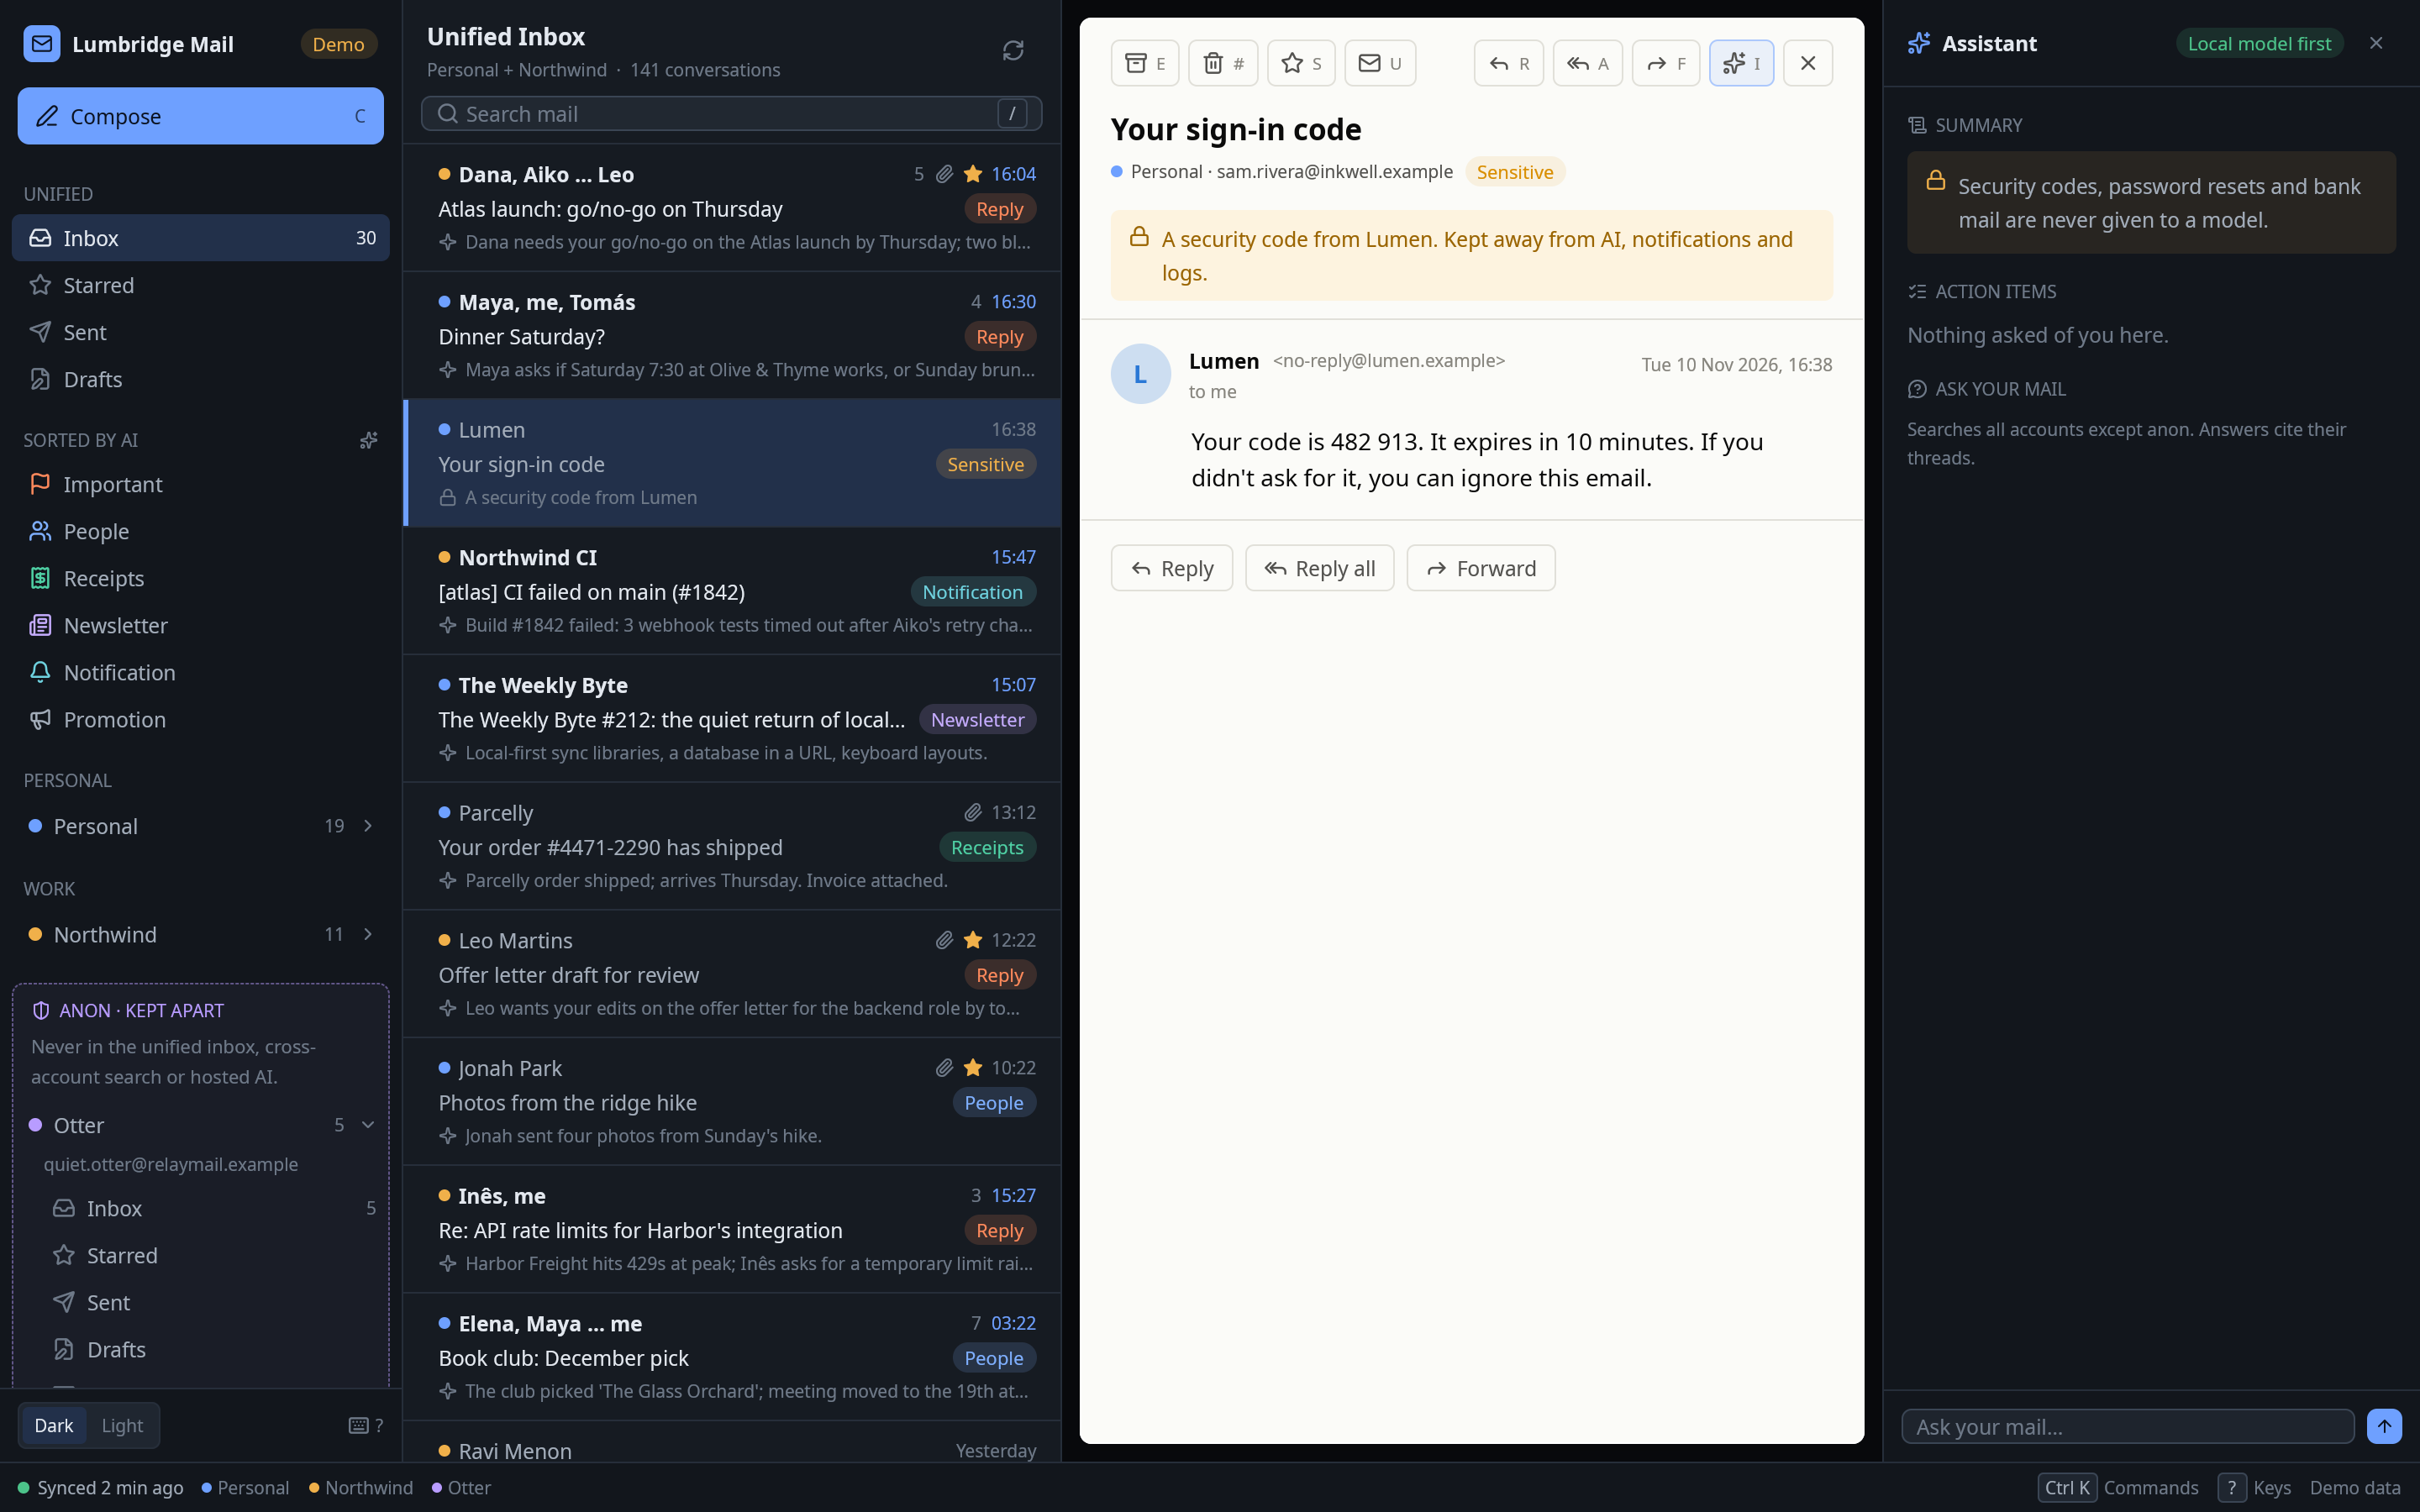 Lumbridge Mail
Demo
Compose
C
UNIFIED
Inbox
30
Starred
Sent
Drafts
SORTED BY AI
Important
People
Receipts
Newsletter
Notification
Promotion
PERSONAL
Personal
19
WORK
Northwind
11
ANON · KEPT APART
Never in the unified inbox, cross-
account search or hosted AI.
Otter
5
quiet.otter@relaymail.example
Inbox
5
Starred
Sent
Drafts
Dark
Light
?
Unified Inbox
Personal + Northwind · 141 conversations
Search mail
/
Dana, Aiko ... Leo
5
16:04
Atlas launch: go/no-go on Thursday
Reply
Dana needs your go/no-go on the Atlas launch by Thursday; two bl...
Maya, me, Tomás
4
16:30
Dinner Saturday?
Reply
Maya asks if Saturday 7:30 at Olive & Thyme works, or Sunday brun...
Lumen
16:38
Your sign-in code
Sensitive
A security code from Lumen
Northwind CI
15:47
[atlas] CI failed on main (#1842)
Notification
Build #1842 failed: 3 webhook tests timed out after Aiko's retry cha...
The Weekly Byte
15:07
The Weekly Byte #212: the quiet return of local...
Newsletter
Local-first sync libraries, a database in a URL, keyboard layouts.
Parcelly
13:12
Your order #4471-2290 has shipped
Receipts
Parcelly order shipped; arrives Thursday. Invoice attached.
Leo Martins
12:22
Offer letter draft for review
Reply
Leo wants your edits on the offer letter for the backend role by to...
Jonah Park
10:22
Photos from the ridge hike
People
Jonah sent four photos from Sunday's hike.
Inês, me
3
15:27
Re: API rate limits for Harbor's integration
Reply
Harbor Freight hits 429s at peak; Inês asks for a temporary limit rai...
Elena, Maya ... me
7
03:22
Book club: December pick
People
The club picked 'The Glass Orchard'; meeting moved to the 19th at...
Ravi Menon
Yesterday
E
#
S
U
R
A
F
I
Your sign-in code
Personal · sam.rivera@inkwell.example
Sensitive
A security code from Lumen. Kept away from AI, notifications and
logs.
L
Lumen
<no-reply@lumen.example>
Tue 10 Nov 2026, 16:38
to me
Your code is 482 913. It expires in 10 minutes. If you
didn't ask for it, you can ignore this email.
Reply
Reply all
Forward
Assistant
Local model first
SUMMARY
Security codes, password resets and bank
mail are never given to a model.
ACTION ITEMS
Nothing asked of you here.
ASK YOUR MAIL
Searches all accounts except anon. Answers cite their
threads.
Ask your mail...
Synced 2 min ago
Personal
Northwind
Otter
Ctrl K
Commands
?
Keys
Demo data